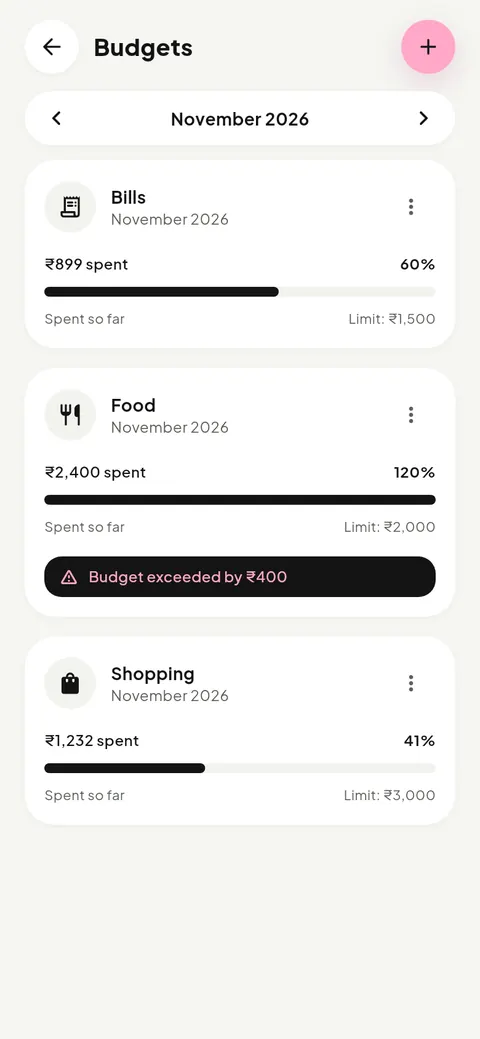 Budgets
November 2026
Bills
November 2026
₹899 spent
60%
Spent so far
Limit: ₹1,500
Food
November 2026
₹2,400 spent
120%
Spent so far
Limit: ₹2,000
Budget exceeded by ₹400
Shopping
November 2026
₹1,232 spent
41%
Spent so far
Limit: ₹3,000